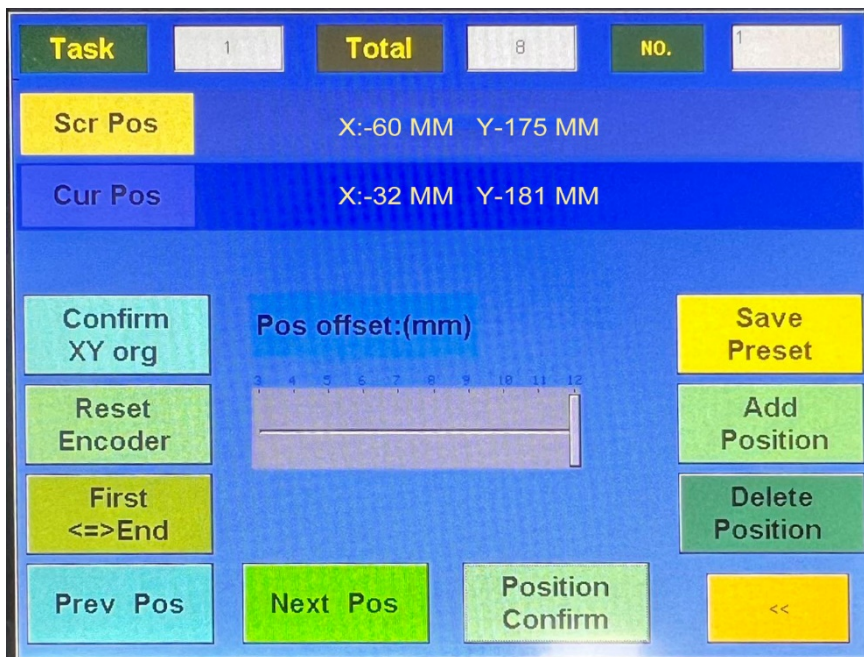 Task 1 Total 8 NO. 1
Scr Pos X:-60 MM Y-175 MM
Cur Pos X:-32 MM Y-181 MM
Confirm
XY org
Pos offset:(mm)
Save
Preset
3 4 5 6 7 8 9 10 11 12
Reset
Encoder
Add
Position
First
<=>End
Delete
Position
Prev Pos
Next Pos
Position
Confirm
<<